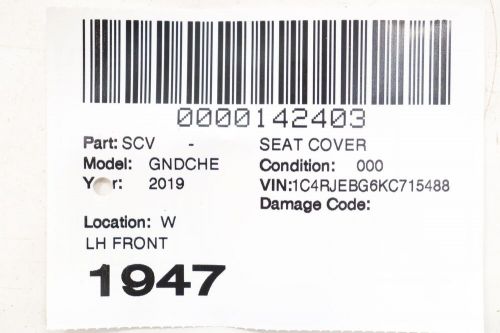 0000142403
Part: SCV - SEAT COVER
Model: GNDCHE Condition: 000
Year: 2019 VIN:1C4RJEBG6KC715488
Damage Code:
Location: W
LH FRONT
1947